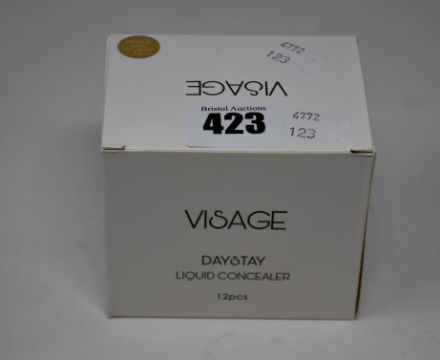 4772
123
VISAGE
Bristol Auctions
423
4772
123
VISAGE
DAYSTAY
LIQUID CONCEALER
12pcs